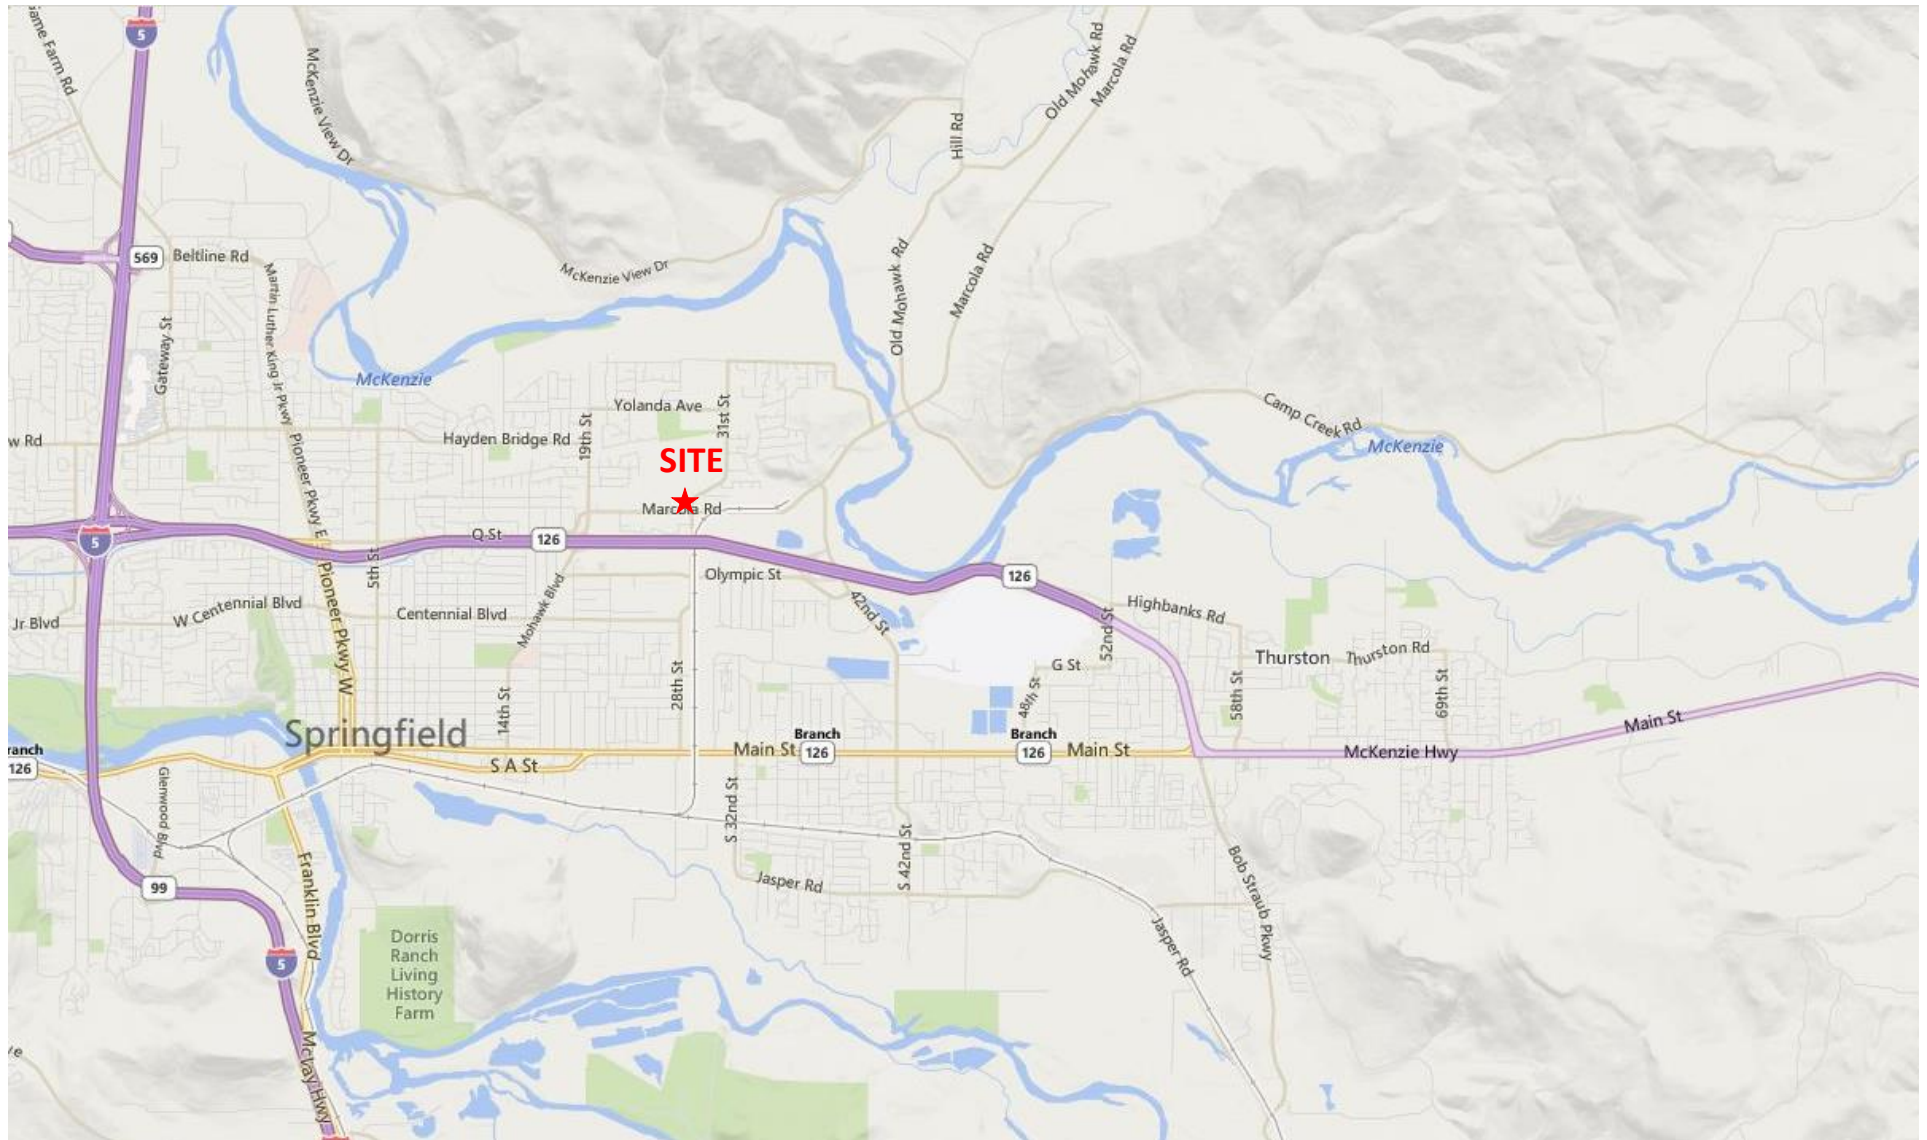 Game Farm Rd
5
McKenzie View Dr
Old Mohawk Rd
Marcola Rd
Hill Rd
569
Beltline Rd
McKenzie View Dr
Old Mohawk Rd
Marcola Rd
Martin Luther King Jr Pkwy
Gateway St
McKenzie
Yolanda Ave
31st St
19th St
Hayden Bridge Rd
w Rd
Camp Creek Rd
McKenzie
Pioneer Pkwy E
SITE
Marcola Rd
5
Q St
126
5th St
Olympic St
126
Mohawk Blvd
42nd St
Highbanks Rd
52nd St
W Centennial Blvd
Centennial Blvd
Jr Blvd
Pioneer Pkwy W
G St
Thurston
Thurston Rd
28th St
14th St
48th St
58th St
69th St
Springfield
ranch
126
Main St
Branch
126
Branch
126
Main St
McKenzie Hwy
Main St
S A St
Glenwood Blvd
S 32nd St
S 42nd St
Jasper Rd
Bob Straub Pkwy
99
Franklin Blvd
Jasper Rd
Dorris
Ranch
Living
History
Farm
5
McVay Hwy